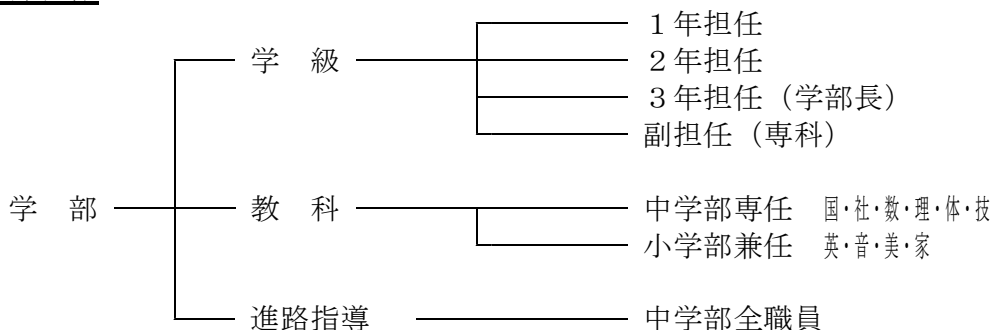 １年担任
学　級
２年担任
３年担任（学部長）
副担任（専科）
学　部
教　科
中学部専任　国・社・数・理・体・技
小学部兼任　英・音・美・家
進路指導
中学部全職員